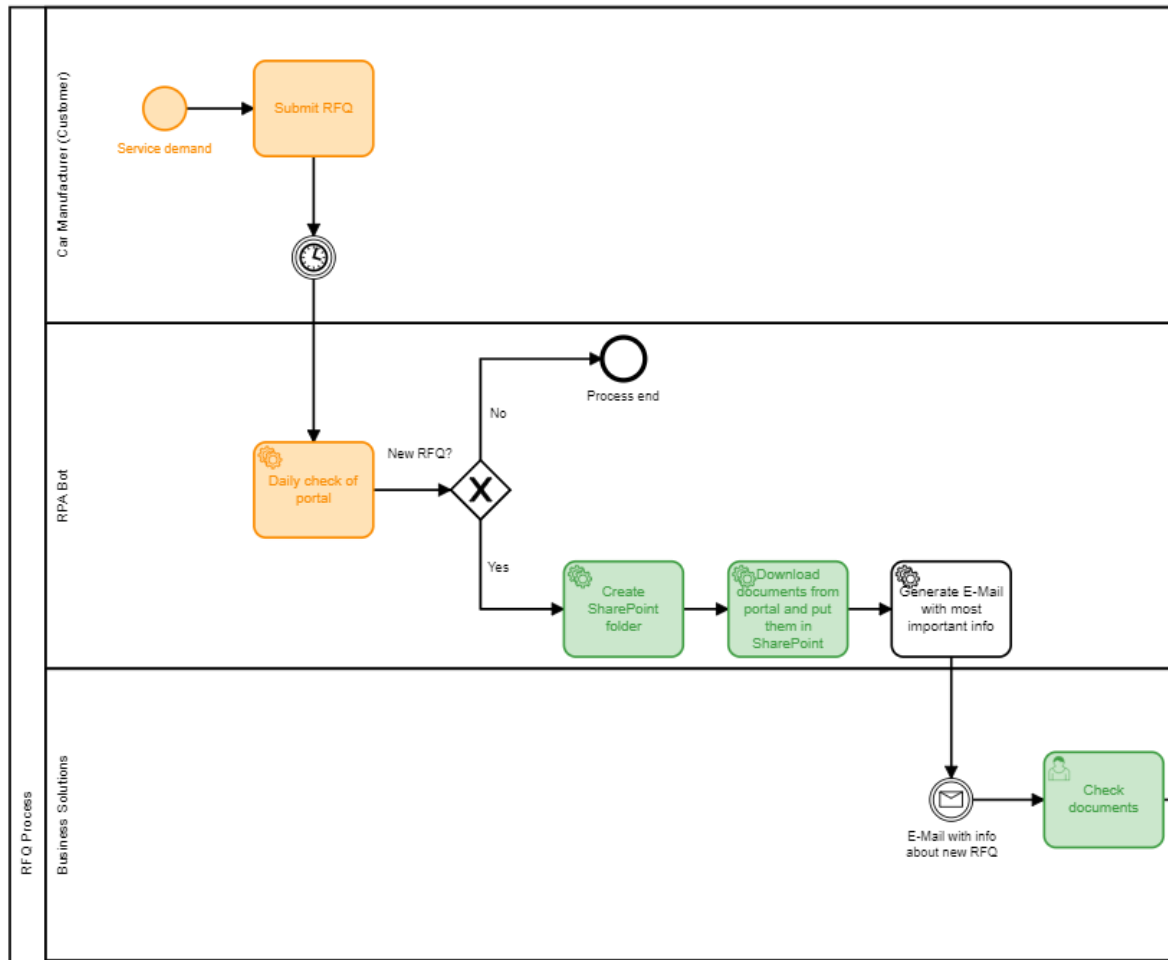 RFQ Process
Car Manufacturer (Customer)
Service demand
Submit RFQ
RPA Bot
Daily check of
portal
New RFQ?
No
Process end
Yes
Create
SharePoint
folder
Download
documents from
portal and put
them in
SharePoint
Generate E-Mail
with most
important info
Business Solutions
E-Mail with info
about new RFQ
Check
documents